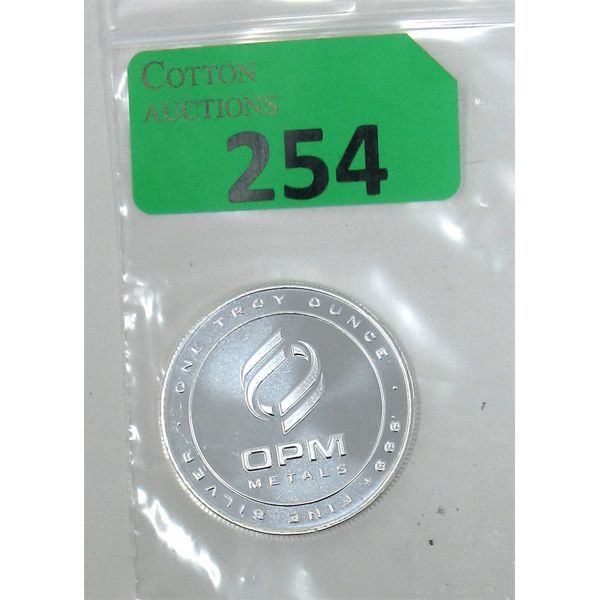 COTTON
AUCTIONS
254
ONE TROY OUNCE · .999+ FINE SILVER ·
OPM
METALS